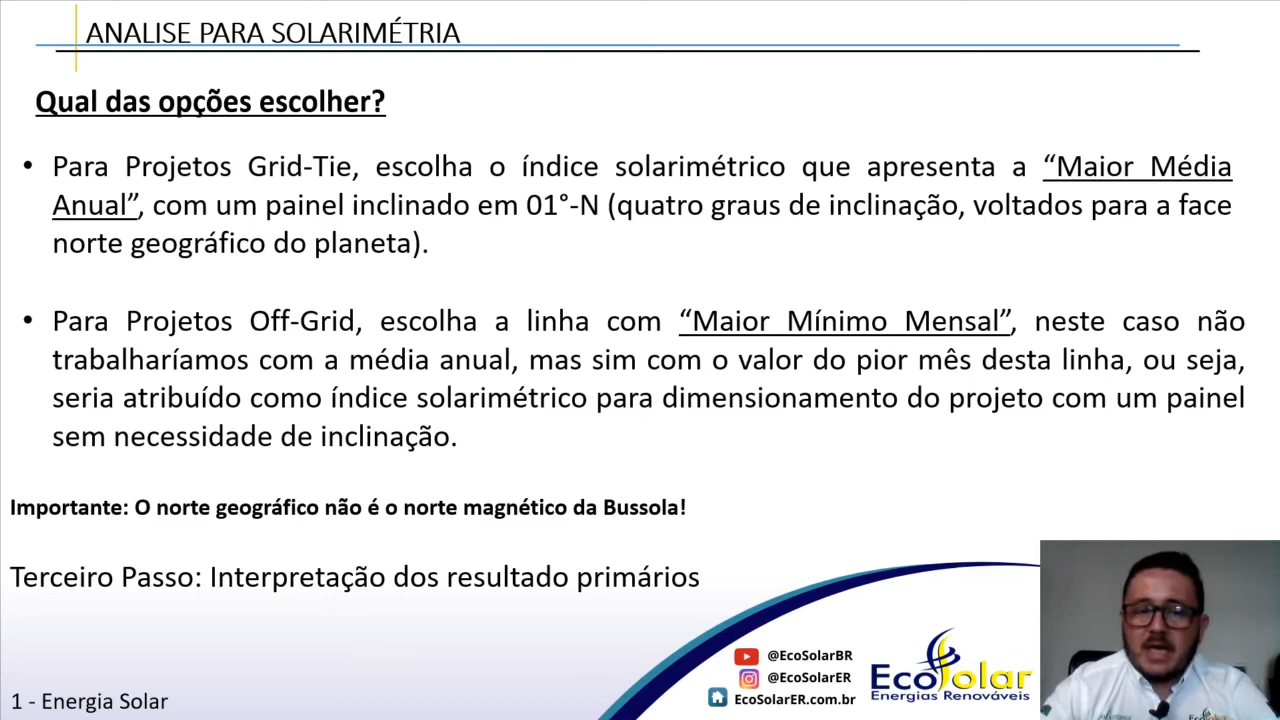 ANALISE PARA SOLARIMÉTRIA
Qual das opções escolher?
• Para Projetos Grid-Tie, escolha o índice solarimétrico que apresenta a “Maior Média
Anual”, com um painel inclinado em 01°-N (quatro graus de inclinação, voltados para a face
norte geográfico do planeta).
• Para Projetos Off-Grid, escolha a linha com “Maior Mínimo Mensal”, neste caso não
trabalharíamos com a média anual, mas sim com o valor do pior mês desta linha, ou seja,
seria atribuído como índice solarimétrico para dimensionamento do projeto com um painel
sem necessidade de inclinação.
Importante: O norte geográfico não é o norte magnético da Bussola!
Terceiro Passo: Interpretação dos resultado primários
@EcoSolarBR
@EcoSolarER
EcoSolarER.com.br
EcoSolar
Energias Renováveis
1 - Energia Solar